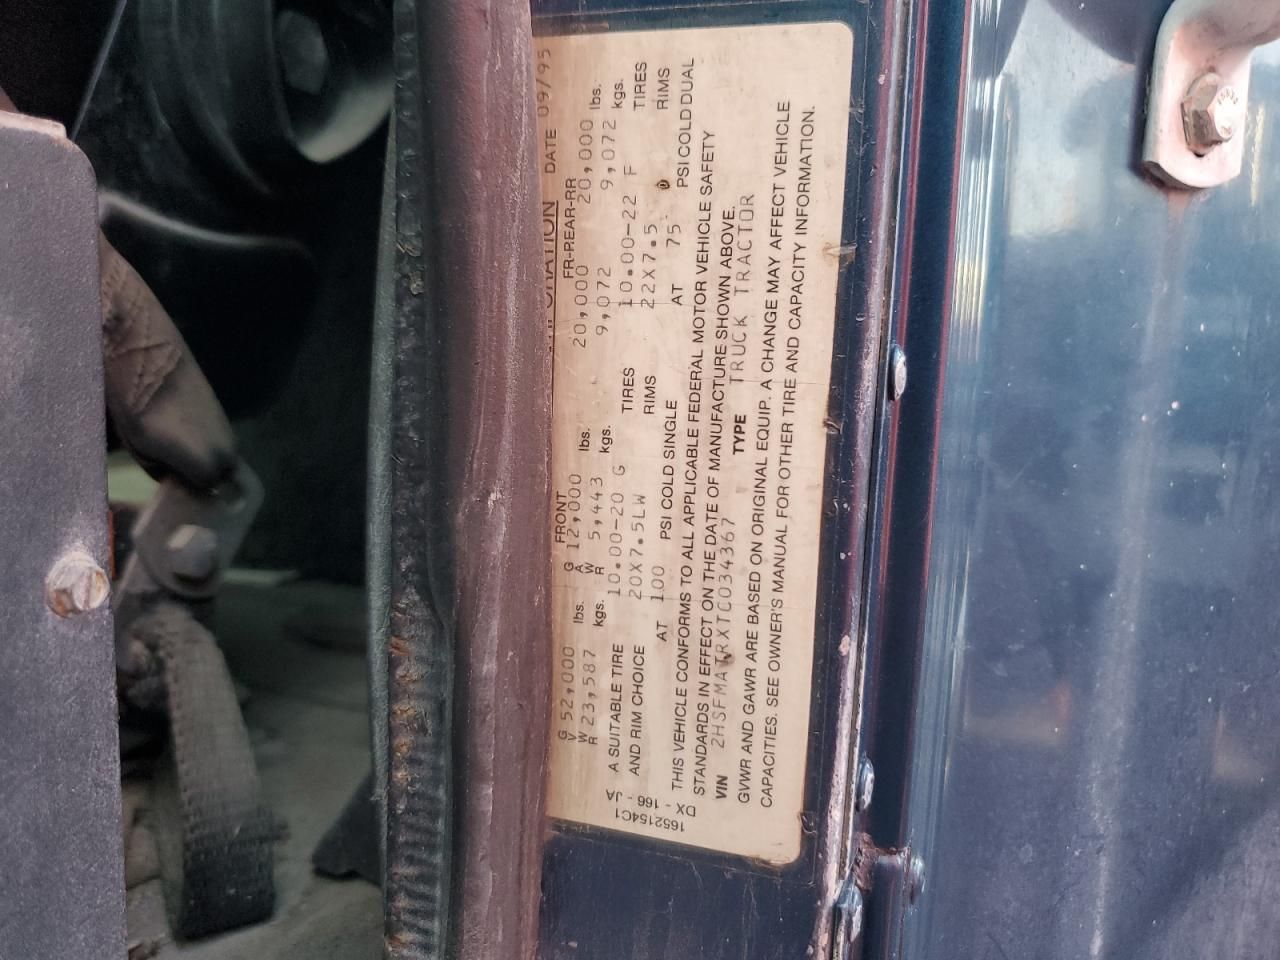 DATE 09/95
FRONT FR-REAR-RR
G V W R 52,000 lbs. G A W R 12,000 lbs. 20,000 20,000 lbs.
23,587 kgs. 5,443 kgs. 9,072 9,072 kgs.
A SUITABLE TIRE 10.00-20 G TIRES 10.00-22 F TIRES
AND RIM CHOICE 20X7.5LW RIMS 22X7.5 RIMS
AT 100 PSI COLD SINGLE AT 75 PSI COLD DUAL
THIS VEHICLE CONFORMS TO ALL APPLICABLE FEDERAL MOTOR VEHICLE SAFETY
STANDARDS IN EFFECT ON THE DATE OF MANUFACTURE SHOWN ABOVE.
VIN 2HSFMATRXTC034367 TYPE TRUCK TRACTOR
GVWR AND GAWR ARE BASED ON ORIGINAL EQUIP. A CHANGE MAY AFFECT VEHICLE
CAPACITIES. SEE OWNER'S MANUAL FOR OTHER TIRE AND CAPACITY INFORMATION.
1652154C1
DX - 166 - JA